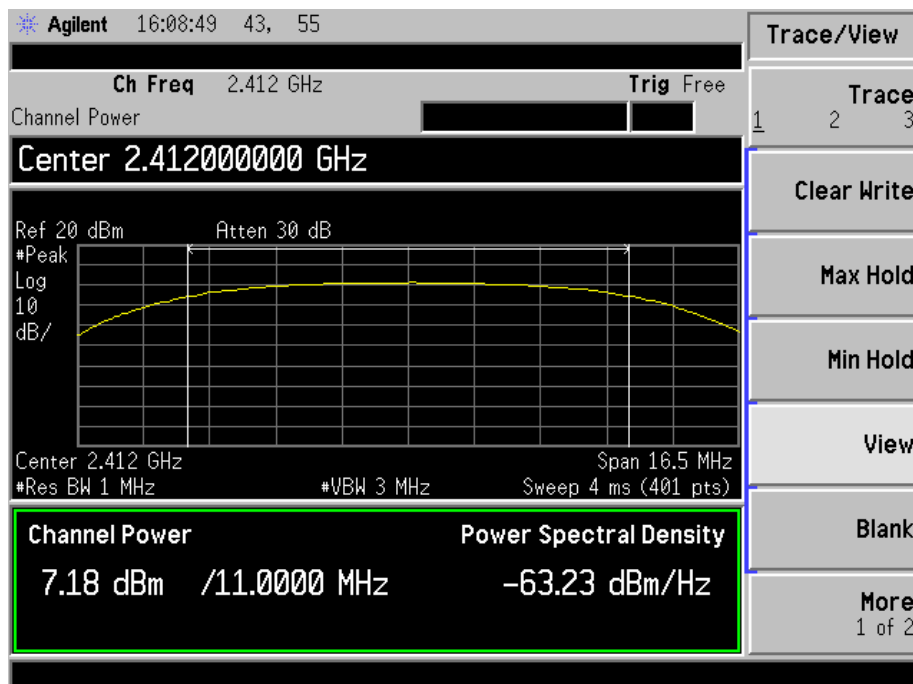 Agilent 16:08:49 43, 55
Trace/View
Ch Freq 2.412 GHz Trig Free
Channel Power
Trace
1 2 3
Center 2.412000000 GHz
Clear Write
Ref 20 dBm Atten 30 dB
#Peak
Log
10
dB/
Max Hold
Min Hold
View
Center 2.412 GHz Span 16.5 MHz
#Res BW 1 MHz #VBW 3 MHz Sweep 4 ms (401 pts)
Channel Power Power Spectral Density
7.18 dBm /11.0000 MHz -63.23 dBm/Hz
Blank
More
1 of 2